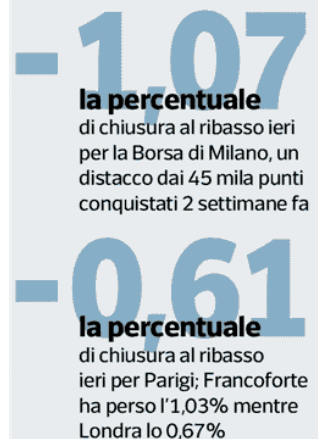 -1,07
la percentuale
di chiusura al ribasso ieri
per la Borsa di Milano, un
distacco dai 45 mila punti
conquistati 2 settimane fa
-0,61
la percentuale
di chiusura al ribasso
ieri per Parigi; Francoforte
ha perso l'1,03% mentre
Londra lo 0,67%